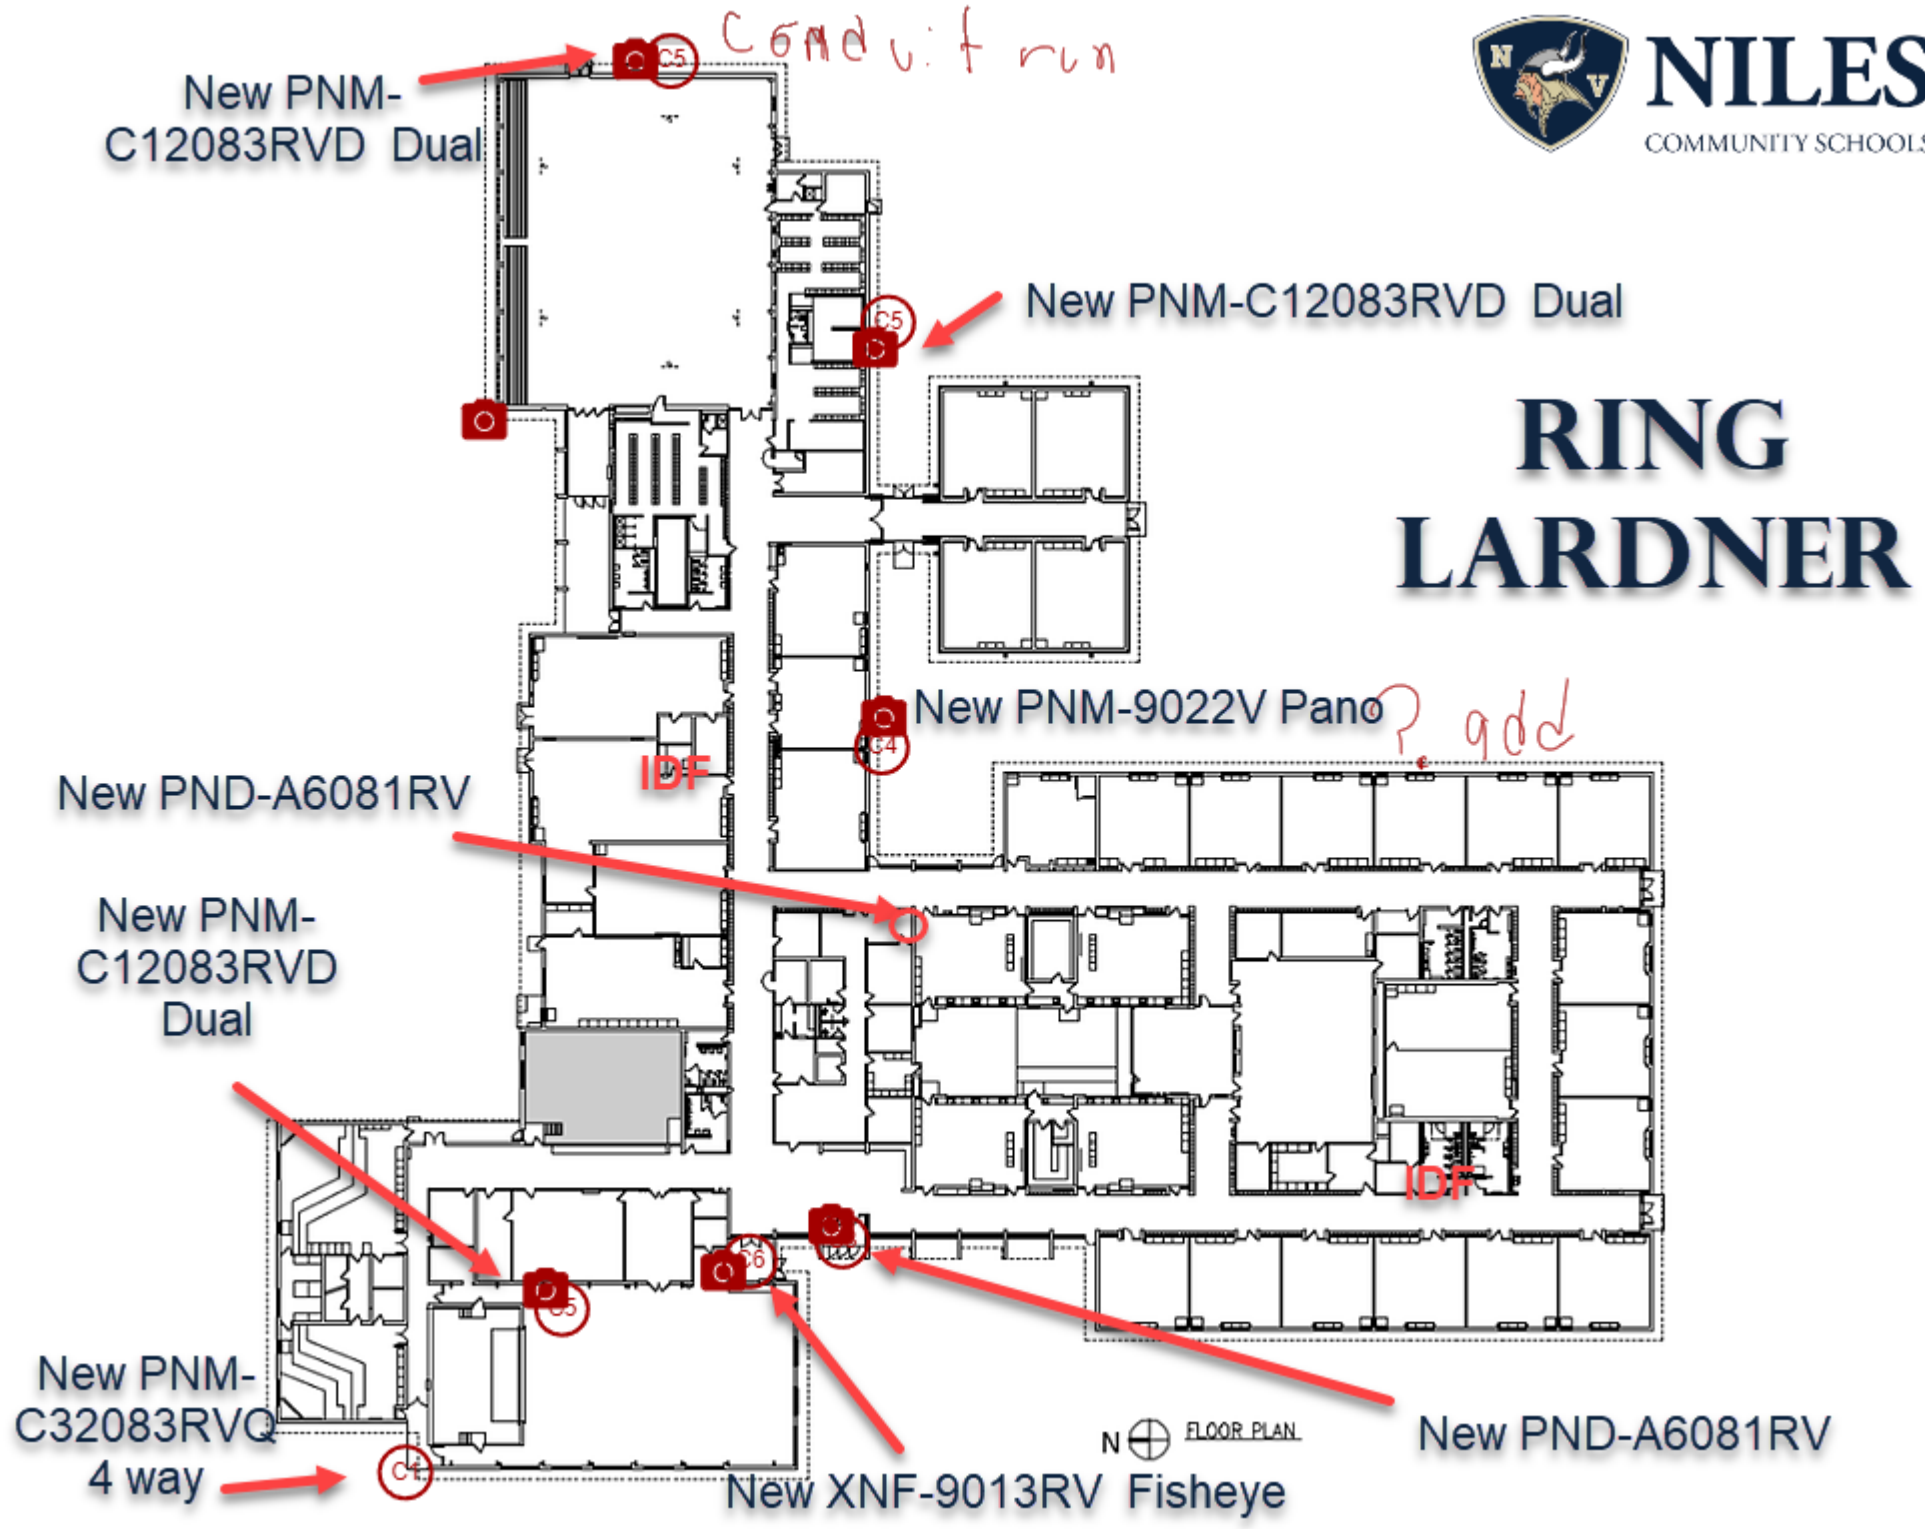 Conduit run
C5
New PNM-
C12083RVD Dual
N V
NILES
COMMUNITY SCHOOLS
New PNM-C12083RVD Dual
C5
RING
LARDNER
New PNM-9022V Pano
? add
C4
IDF
New PND-A6081RV
New PNM-
C12083RVD
Dual
IDF
C6
C5
New PNM-
C32083RVQ
4 way
C1
N FLOOR PLAN
New PND-A6081RV
New XNF-9013RV Fisheye